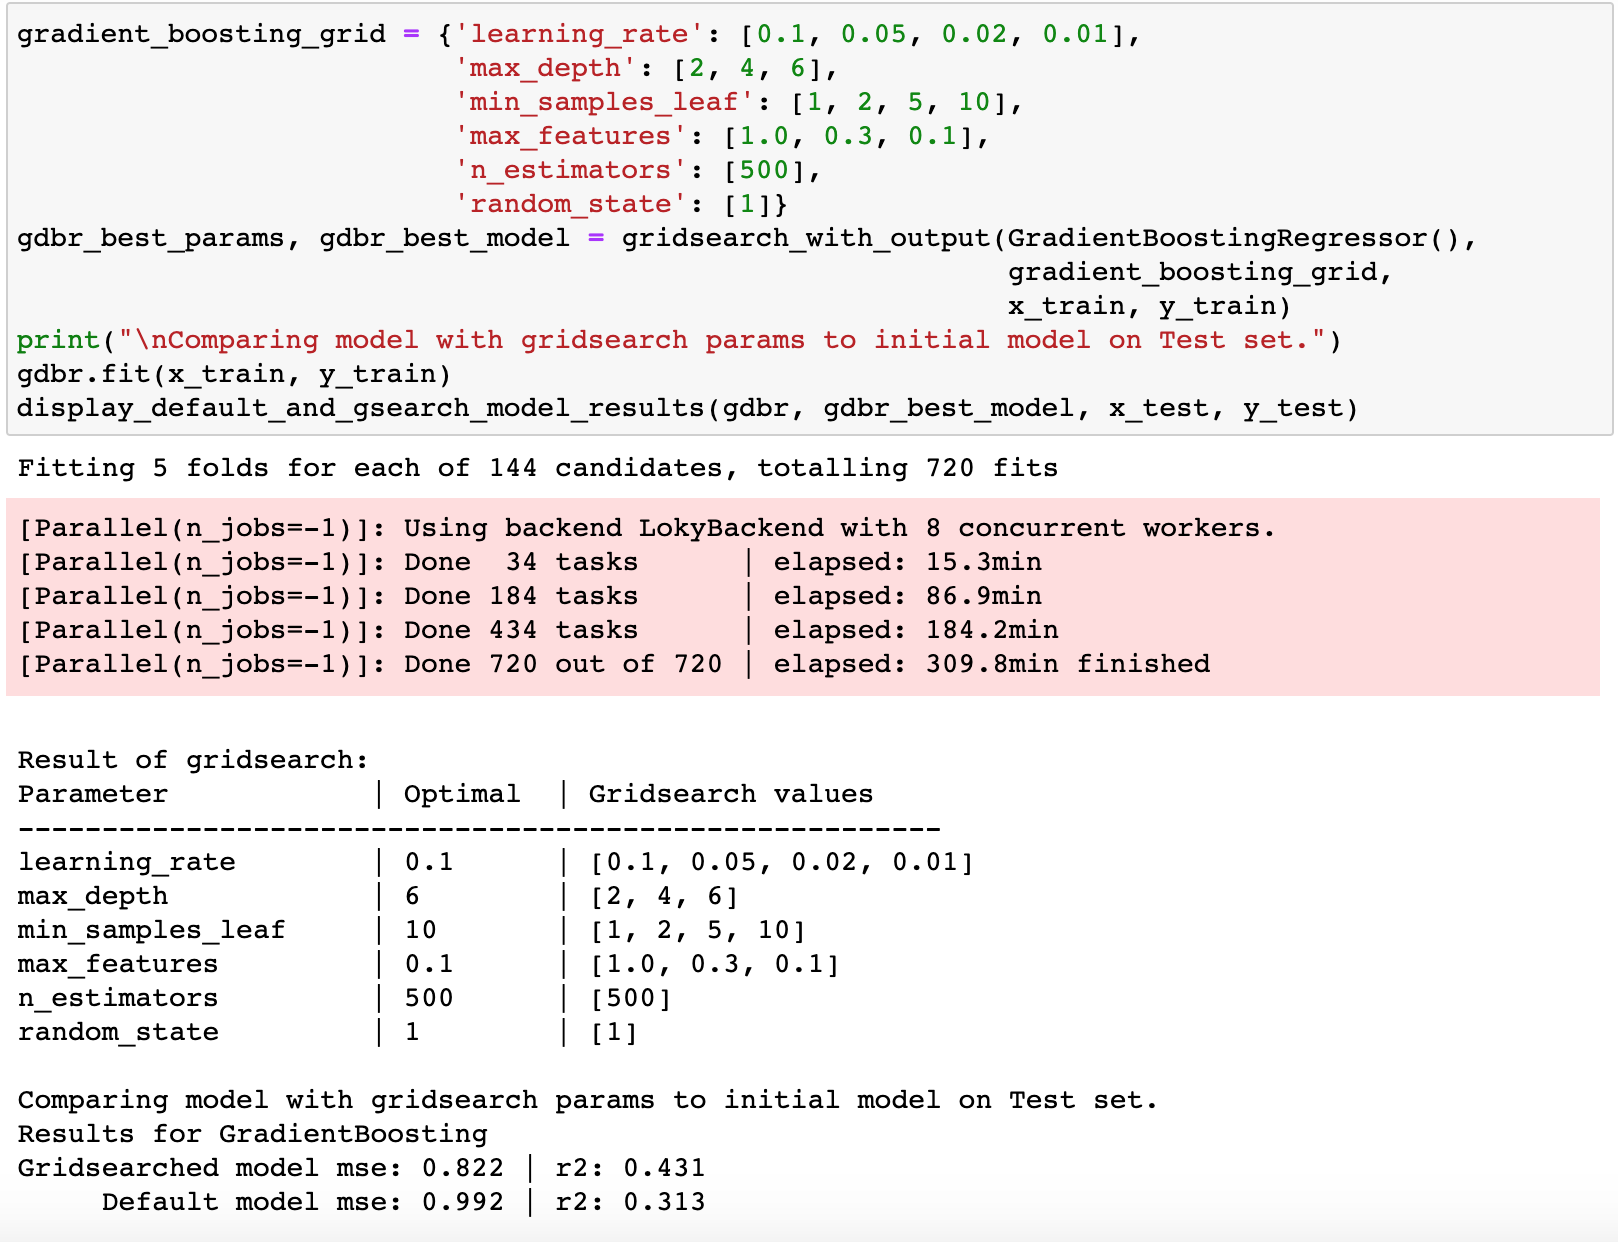 gradient_boosting_grid = {'learning_rate': [0.1, 0.05, 0.02, 0.01],
                          'max_depth': [2, 4, 6],
                          'min_samples_leaf': [1, 2, 5, 10],
                          'max_features': [1.0, 0.3, 0.1],
                          'n_estimators': [500],
                          'random_state': [1]}
gdbr_best_params, gdbr_best_model = gridsearch_with_output(GradientBoostingRegressor(),
                                                           gradient_boosting_grid,
                                                           x_train, y_train)
print("\nComparing model with gridsearch params to initial model on Test set.")
gdbr.fit(x_train, y_train)
display_default_and_gsearch_model_results(gdbr, gdbr_best_model, x_test, y_test)
Fitting 5 folds for each of 144 candidates, totalling 720 fits
[Parallel(n_jobs=-1)]: Using backend LokyBackend with 8 concurrent workers.
[Parallel(n_jobs=-1)]: Done  34 tasks      | elapsed: 15.3min
[Parallel(n_jobs=-1)]: Done 184 tasks      | elapsed: 86.9min
[Parallel(n_jobs=-1)]: Done 434 tasks      | elapsed: 184.2min
[Parallel(n_jobs=-1)]: Done 720 out of 720 | elapsed: 309.8min finished
Result of gridsearch:
Parameter            | Optimal  | Gridsearch values
-------------------------------------------------------
learning_rate        | 0.1      | [0.1, 0.05, 0.02, 0.01]
max_depth            | 6        | [2, 4, 6]
min_samples_leaf     | 10       | [1, 2, 5, 10]
max_features         | 0.1      | [1.0, 0.3, 0.1]
n_estimators         | 500      | [500]
random_state         | 1        | [1]
Comparing model with gridsearch params to initial model on Test set.
Results for GradientBoosting
Gridsearched model mse: 0.822 | r2: 0.431
     Default model mse: 0.992 | r2: 0.313